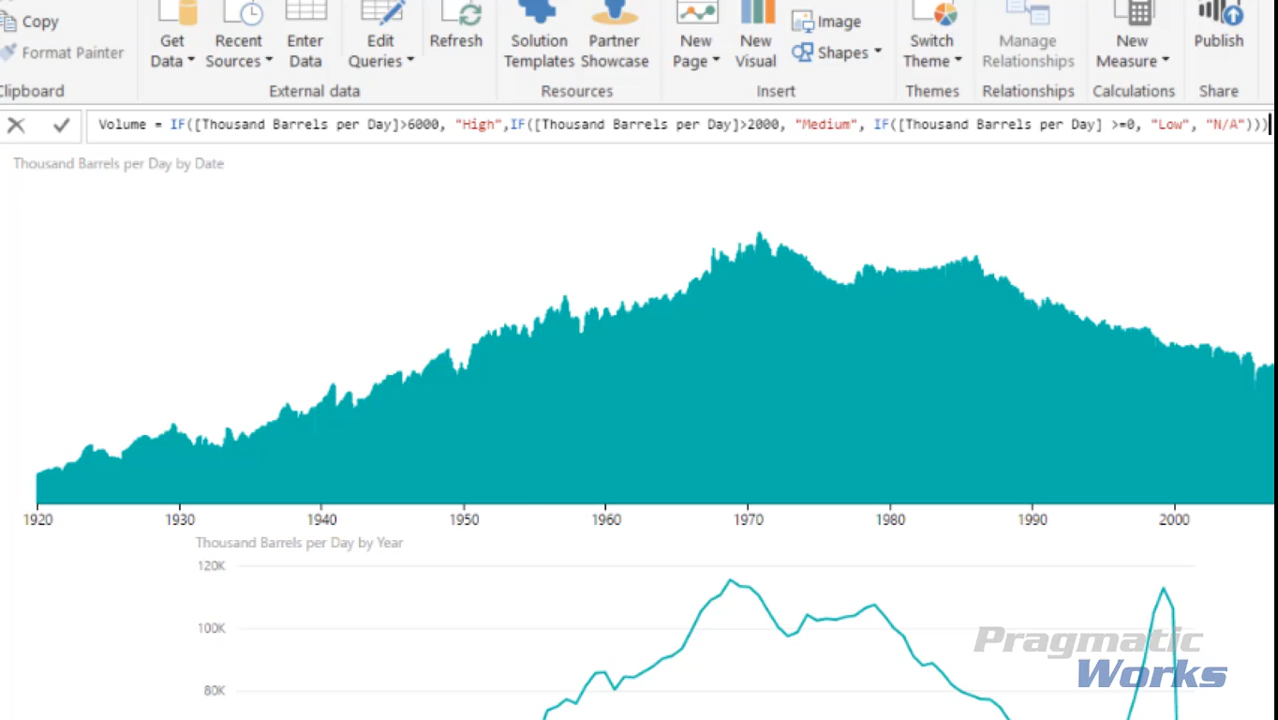 Copy
Format Painter
Clipboard
Get Data
Recent Sources
Enter Data
External data
Edit Queries
Refresh
Solution Templates
Partner Showcase
Resources
New Page
New Visual
Image
Shapes
Insert
Switch Theme
Themes
Manage Relationships
Relationships
New Measure
Calculations
Publish
Share
Volume = IF([Thousand Barrels per Day]>6000, "High",IF([Thousand Barrels per Day]>2000, "Medium", IF([Thousand Barrels per Day] >=0, "Low", "N/A")))
Thousand Barrels per Day by Date
1920 1930 1940 1950 1960 1970 1980 1990 2000
Thousand Barrels per Day by Year
120K
100K
80K
Pragmatic
Works